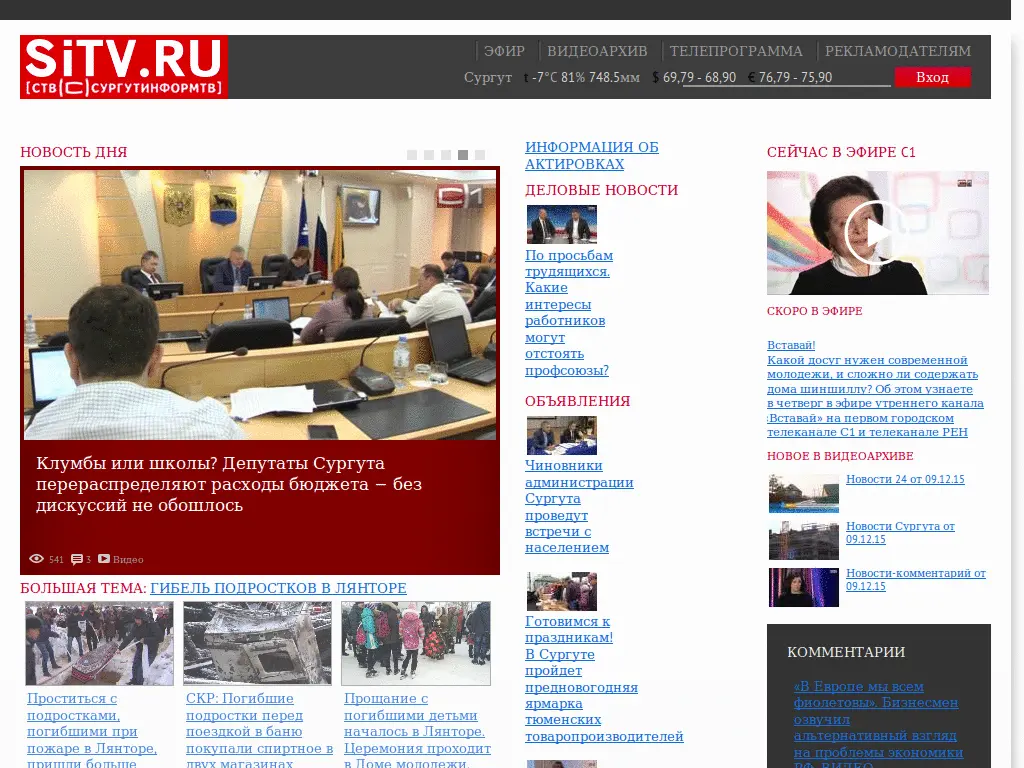 SiTV.RU
[СТВ(С)СУРГУТИНФОРМТВ]
ЭФИР
ВИДЕОАРХИВ
ТЕЛЕПРОГРАММА
РЕКЛАМОДАТЕЛЯМ
Сургут t -7°C 81% 748.5мм $ 69,79 - 68,90 € 76,79 - 75,90
Вход
НОВОСТЬ ДНЯ
Клумбы или школы? Депутаты Сургута
перераспределяют расходы бюджета − без
дискуссий не обошлось
541 3 Видео
БОЛЬШАЯ ТЕМА: ГИБЕЛЬ ПОДРОСТКОВ В ЛЯНТОРЕ
Проститься с
подростками,
погибшими при
пожаре в Лянторе,
пришли больше
СКР: Погибшие
подростки перед
поездкой в баню
покупали спиртное в
двух магазинах
Прощание с
погибшими детьми
началось в Лянторе.
Церемония проходит
в Доме молодежи.
ИНФОРМАЦИЯ ОБ
АКТИРОВКАХ
ДЕЛОВЫЕ НОВОСТИ
По просьбам
трудящихся.
Какие
интересы
работников
могут
отстоять
профсоюзы?
ОБЪЯВЛЕНИЯ
Чиновники
администрации
Сургута
проведут
встречи с
населением
Готовимся к
праздникам!
В Сургуте
пройдет
предновогодняя
ярмарка
тюменских
товаропроизводителей
СЕЙЧАС В ЭФИРЕ С1
СКОРО В ЭФИРЕ
Вставай!
Какой досуг нужен современной
молодежи, и сложно ли содержать
дома шиншиллу? Об этом узнаете
в четверг в эфире утреннего канала
«Вставай» на первом городском
телеканале С1 и телеканале РЕН
НОВОЕ В ВИДЕОАРХИВЕ
Новости 24 от 09.12.15
Новости Сургута от
09.12.15
Новости-комментарий от
09.12.15
КОММЕНТАРИИ
«В Европе мы всем
фиолетовы». Бизнесмен
озвучил
альтернативный взгляд
на проблемы экономики
РФ. ВИДЕО